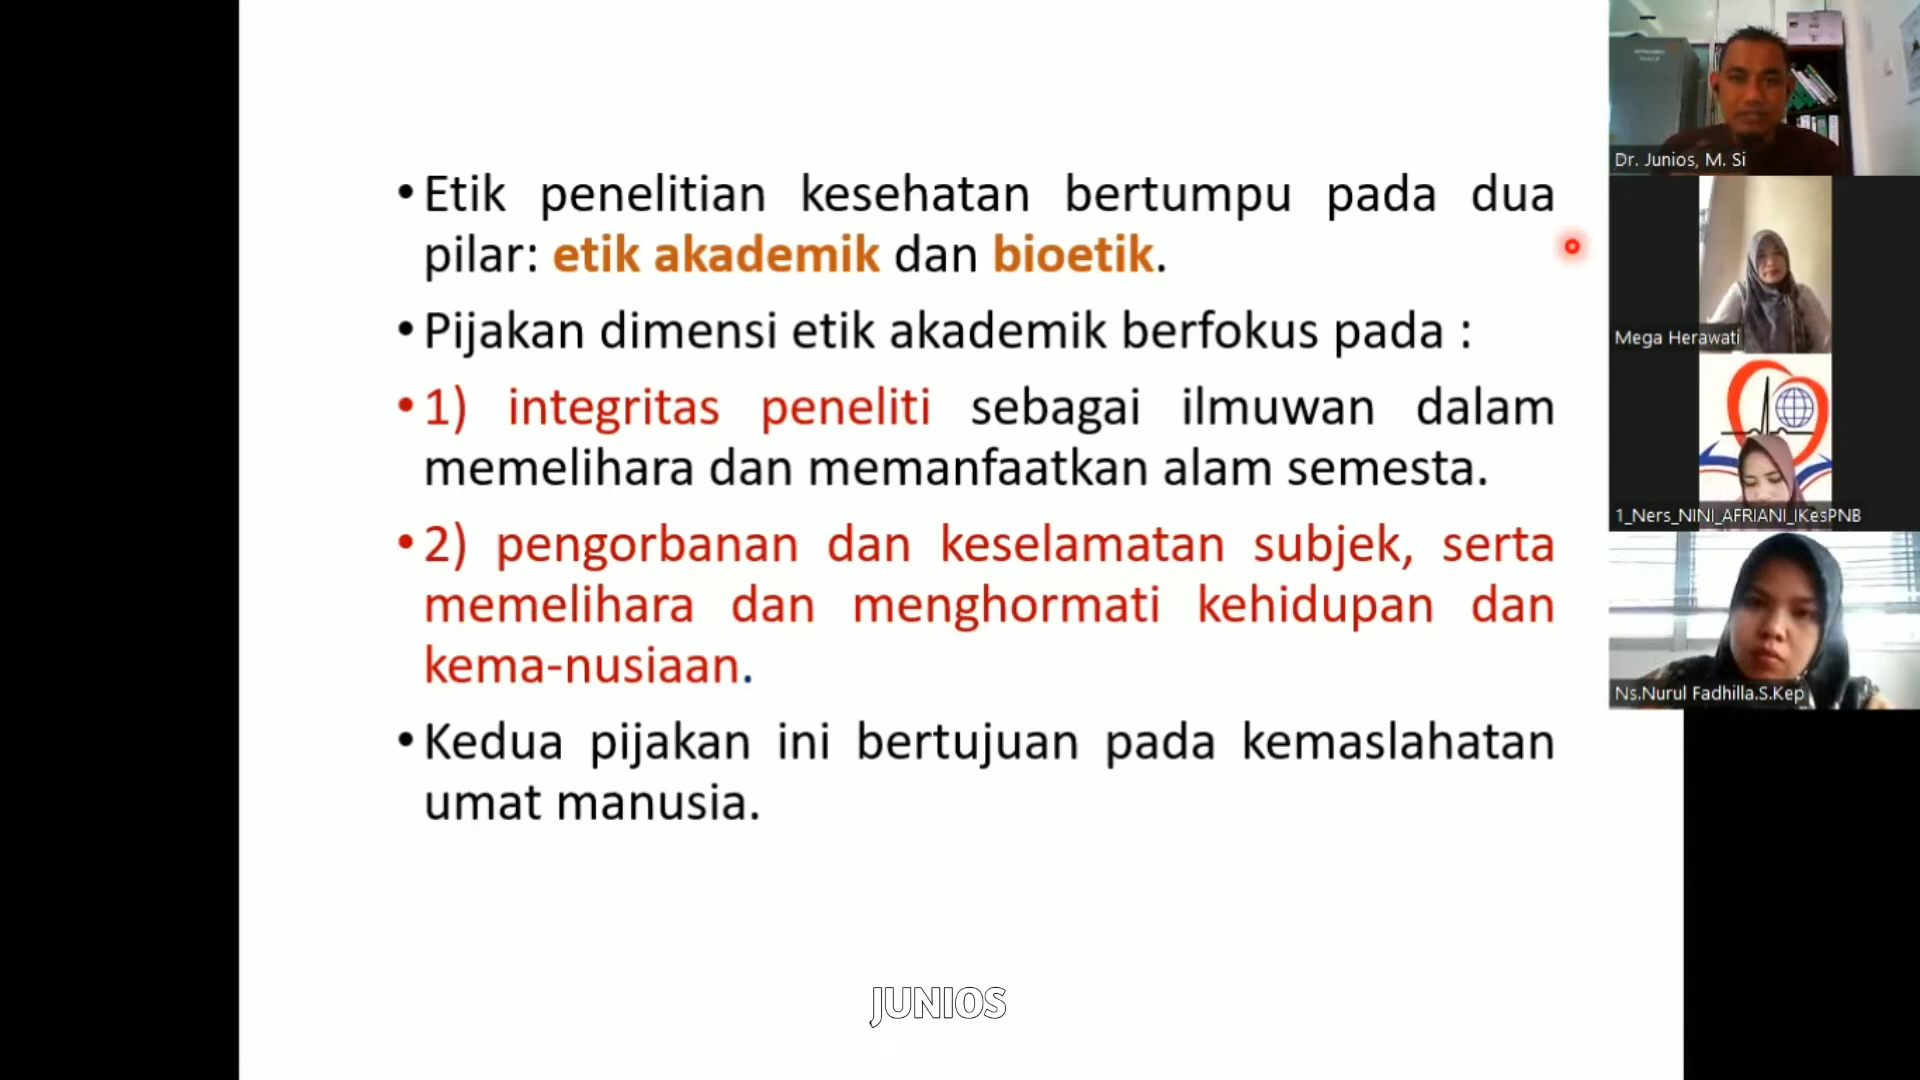 • Etik penelitian kesehatan bertumpu pada dua
pilar: etik akademik dan bioetik.
• Pijakan dimensi etik akademik berfokus pada :
• 1) integritas peneliti sebagai ilmuwan dalam
memelihara dan memanfaatkan alam semesta.
• 2) pengorbanan dan keselamatan subjek, serta
memelihara dan menghormati kehidupan dan
kema-nusiaan.
• Kedua pijakan ini bertujuan pada kemaslahatan
umat manusia.
JUNIOS
Dr. Junios, M. Si
Mega Herawati
1_Ners_NINI_AFRIANI_IKesPNB
Ns.Nurul Fadhilla.S.Kep